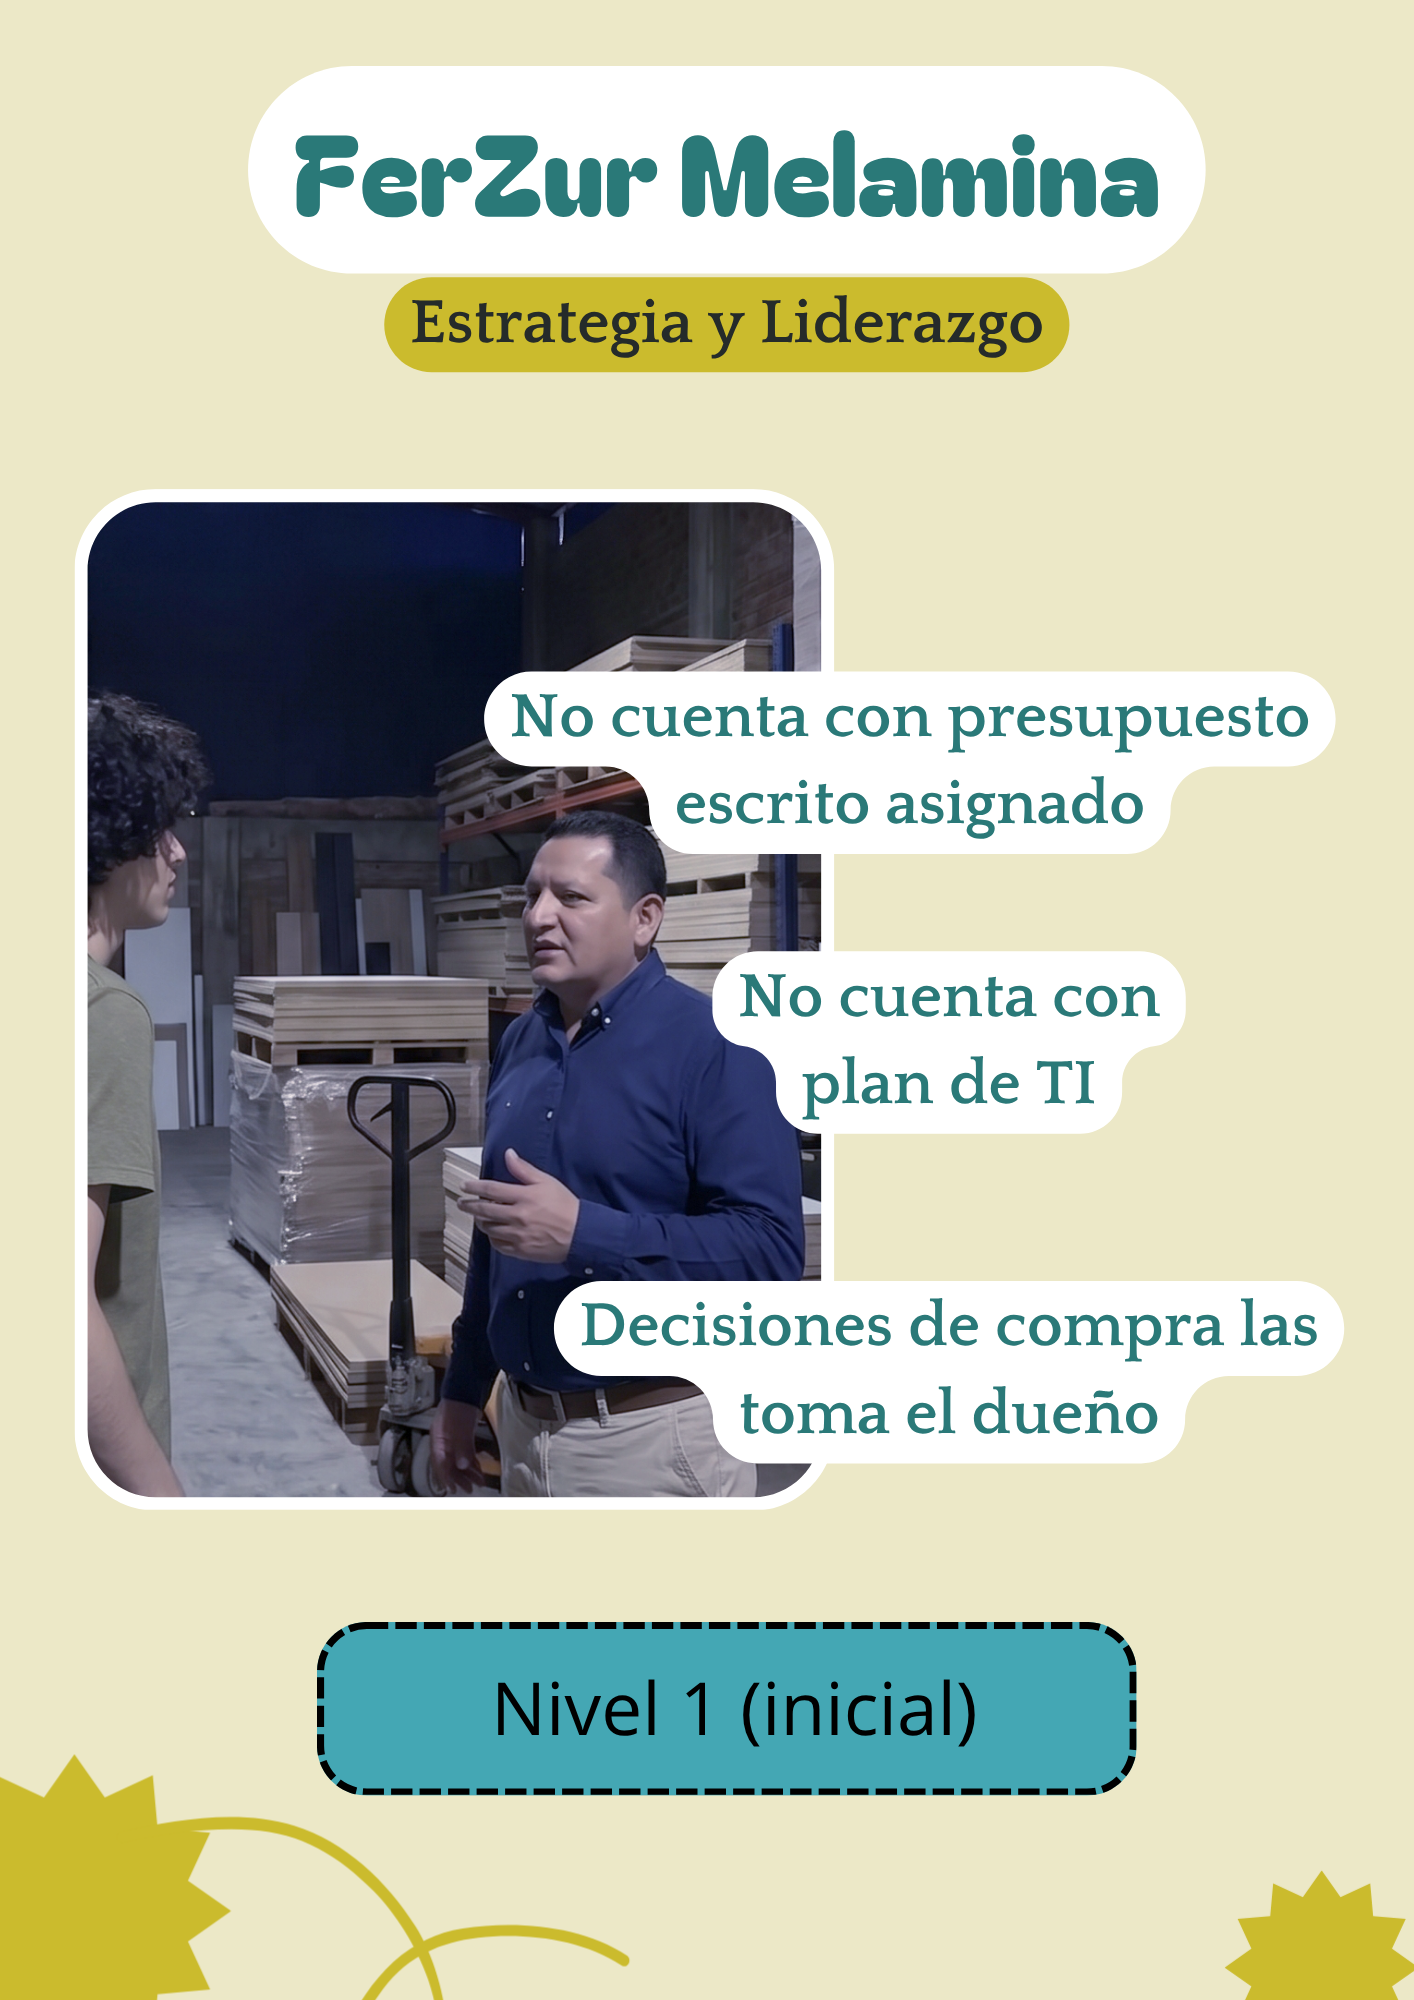 FerZur Melamina
Estrategia y Liderazgo
No cuenta con presupuesto
escrito asignado
No cuenta con
plan de TI
Decisiones de compra las
toma el dueño
Nivel 1 (inicial)